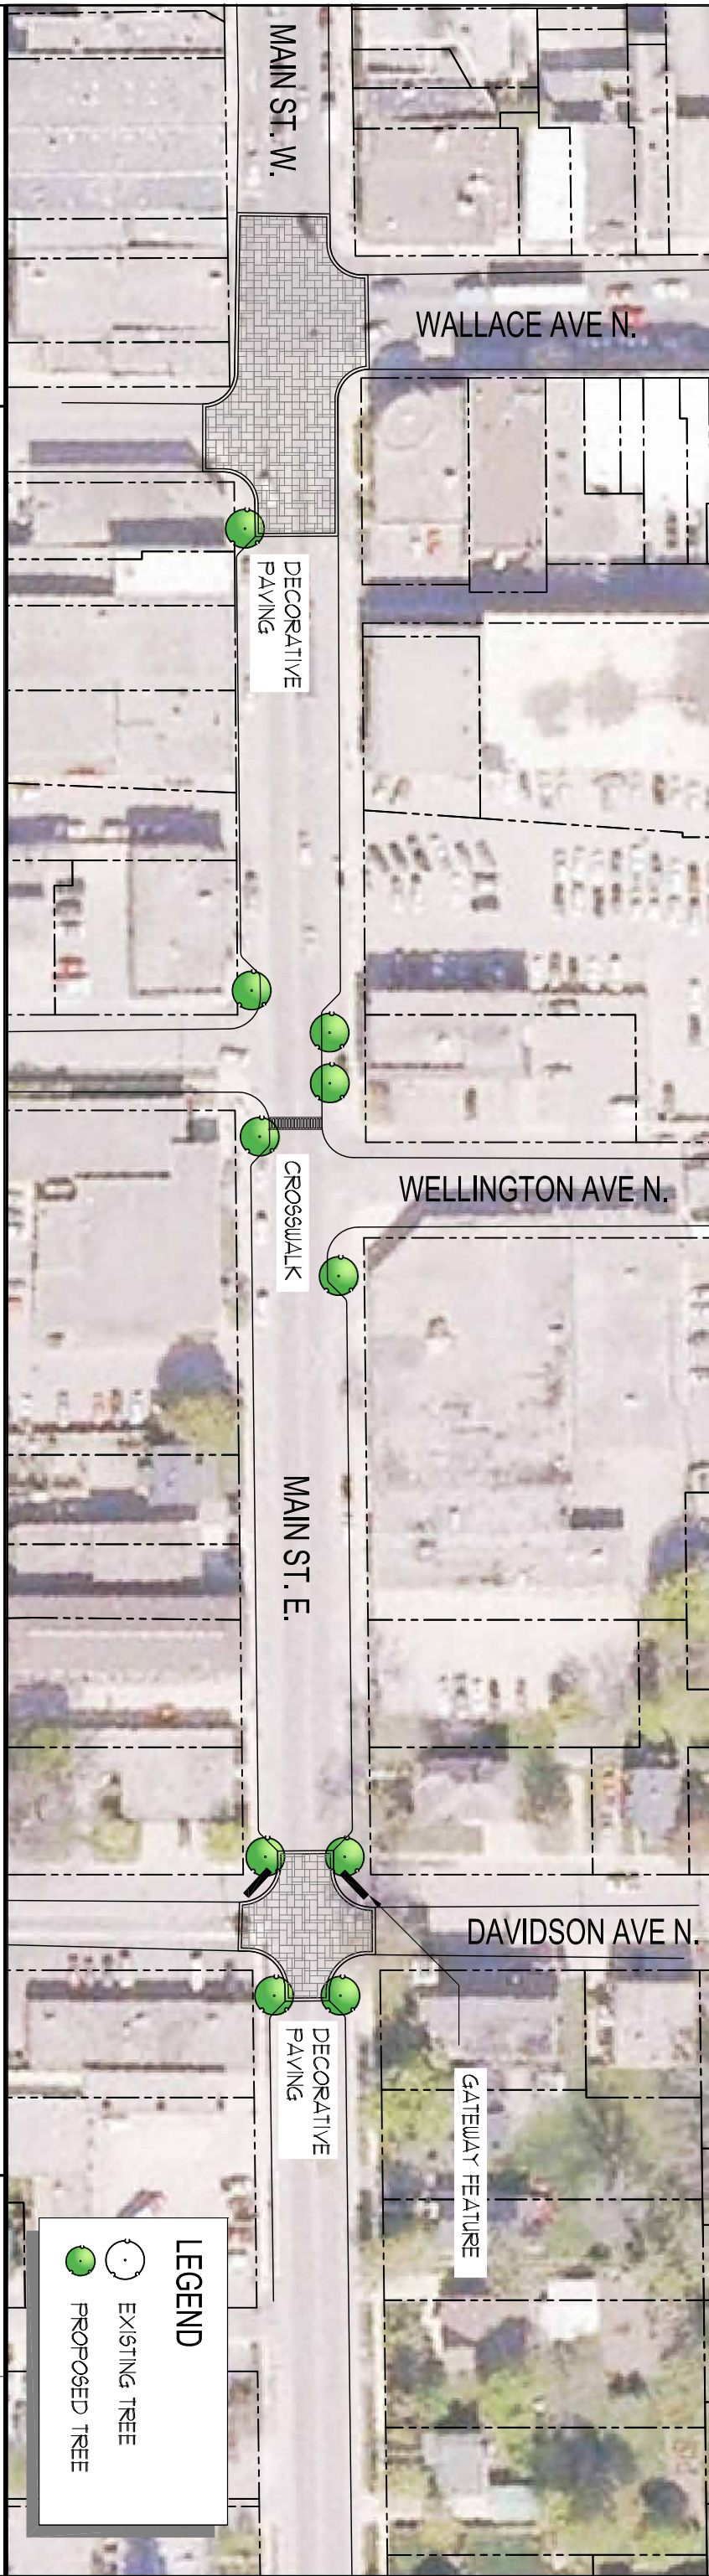 MAIN ST. W.
WALLACE AVE N.
DECORATIVE
PAVING
CROSSWALK
WELLINGTON AVE N.
MAIN ST. E.
DAVIDSON AVE N.
DECORATIVE
PAVING
GATEWAY FEATURE
LEGEND
EXISTING TREE
PROPOSED TREE